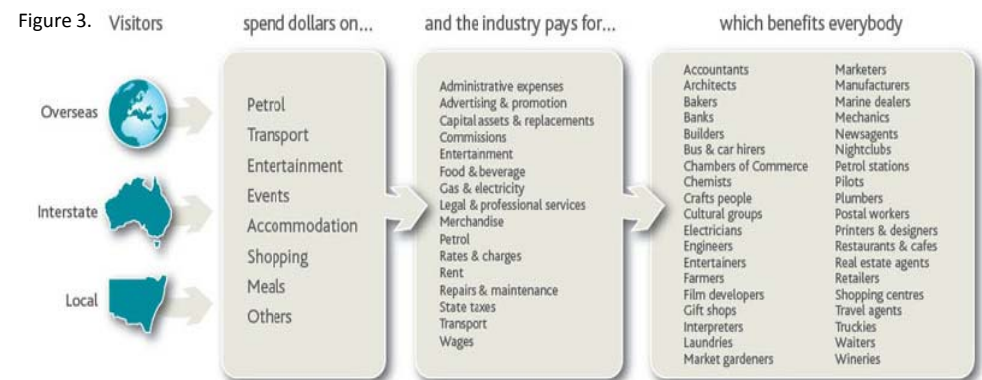 Figure 3. Visitors
spend dollars on...
and the industry pays for...
which benefits everybody
Overseas
Interstate
Local
Petrol
Transport
Entertainment
Events
Accommodation
Shopping
Meals
Others
Administrative expenses
Advertising & promotion
Capital assets & replacements
Commissions
Entertainment
Food & beverage
Gas & electricity
Legal & professional services
Merchandise
Petrol
Rates & charges
Rent
Repairs & maintenance
State taxes
Transport
Wages
Accountants
Architects
Bakers
Banks
Builders
Bus & car hirers
Chambers of Commerce
Chemists
Crafts people
Cultural groups
Electricians
Engineers
Entertainers
Farmers
Film developers
Gift shops
Interpreters
Laundries
Market gardeners
Marketers
Manufacturers
Marine dealers
Mechanics
Newsagents
Nightclubs
Petrol stations
Pilots
Plumbers
Postal workers
Printers & designers
Restaurants & cafes
Real estate agents
Retailers
Shopping centres
Travel agents
Truckies
Waiters
Wineries